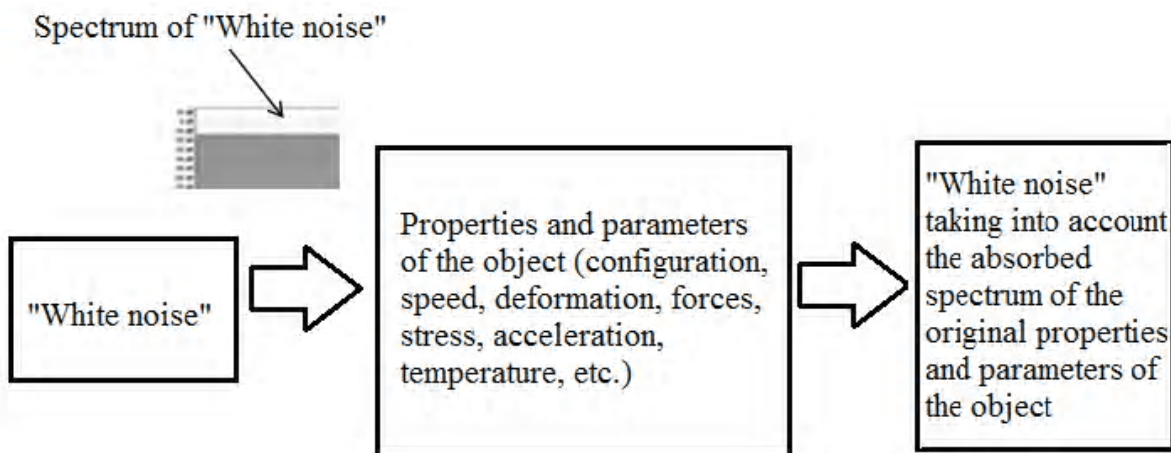 Spectrum of "White noise"
"White noise"
Properties and parameters
of the object (configuration,
speed, deformation, forces,
stress, acceleration,
temperature, etc.)
"White noise"
taking into account
the absorbed
spectrum of the
original properties
and parameters of
the object